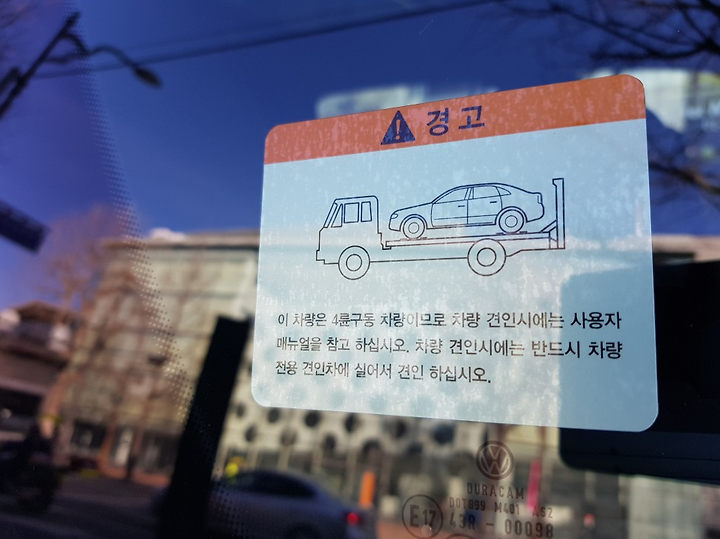 경고
이 차량은 4륜구동 차량이므로 차량 견인시에는 사용자
매뉴얼을 참고 하십시오. 차량 견인시에는 반드시 차량
전용 견인차에 실어서 견인 하십시오.
DURACAM
DOT899 M401 AS2
E17 43R - 00098